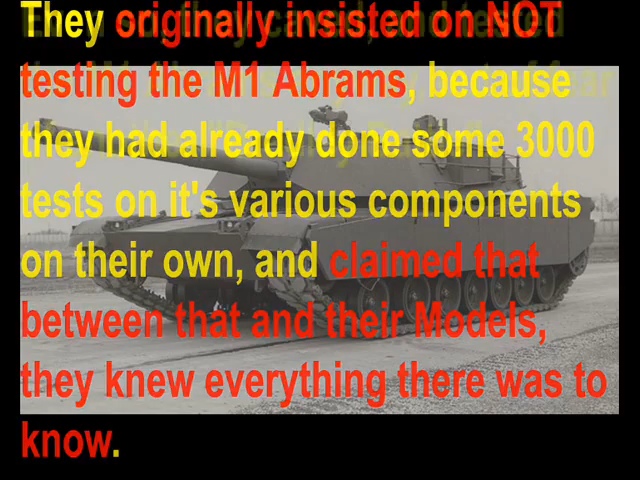 They originally insisted on NOT
testing the M1 Abrams, because
they had already done some 3000
tests on it's various components
on their own, and claimed that
between that and their Models,
they knew everything there was to
know.